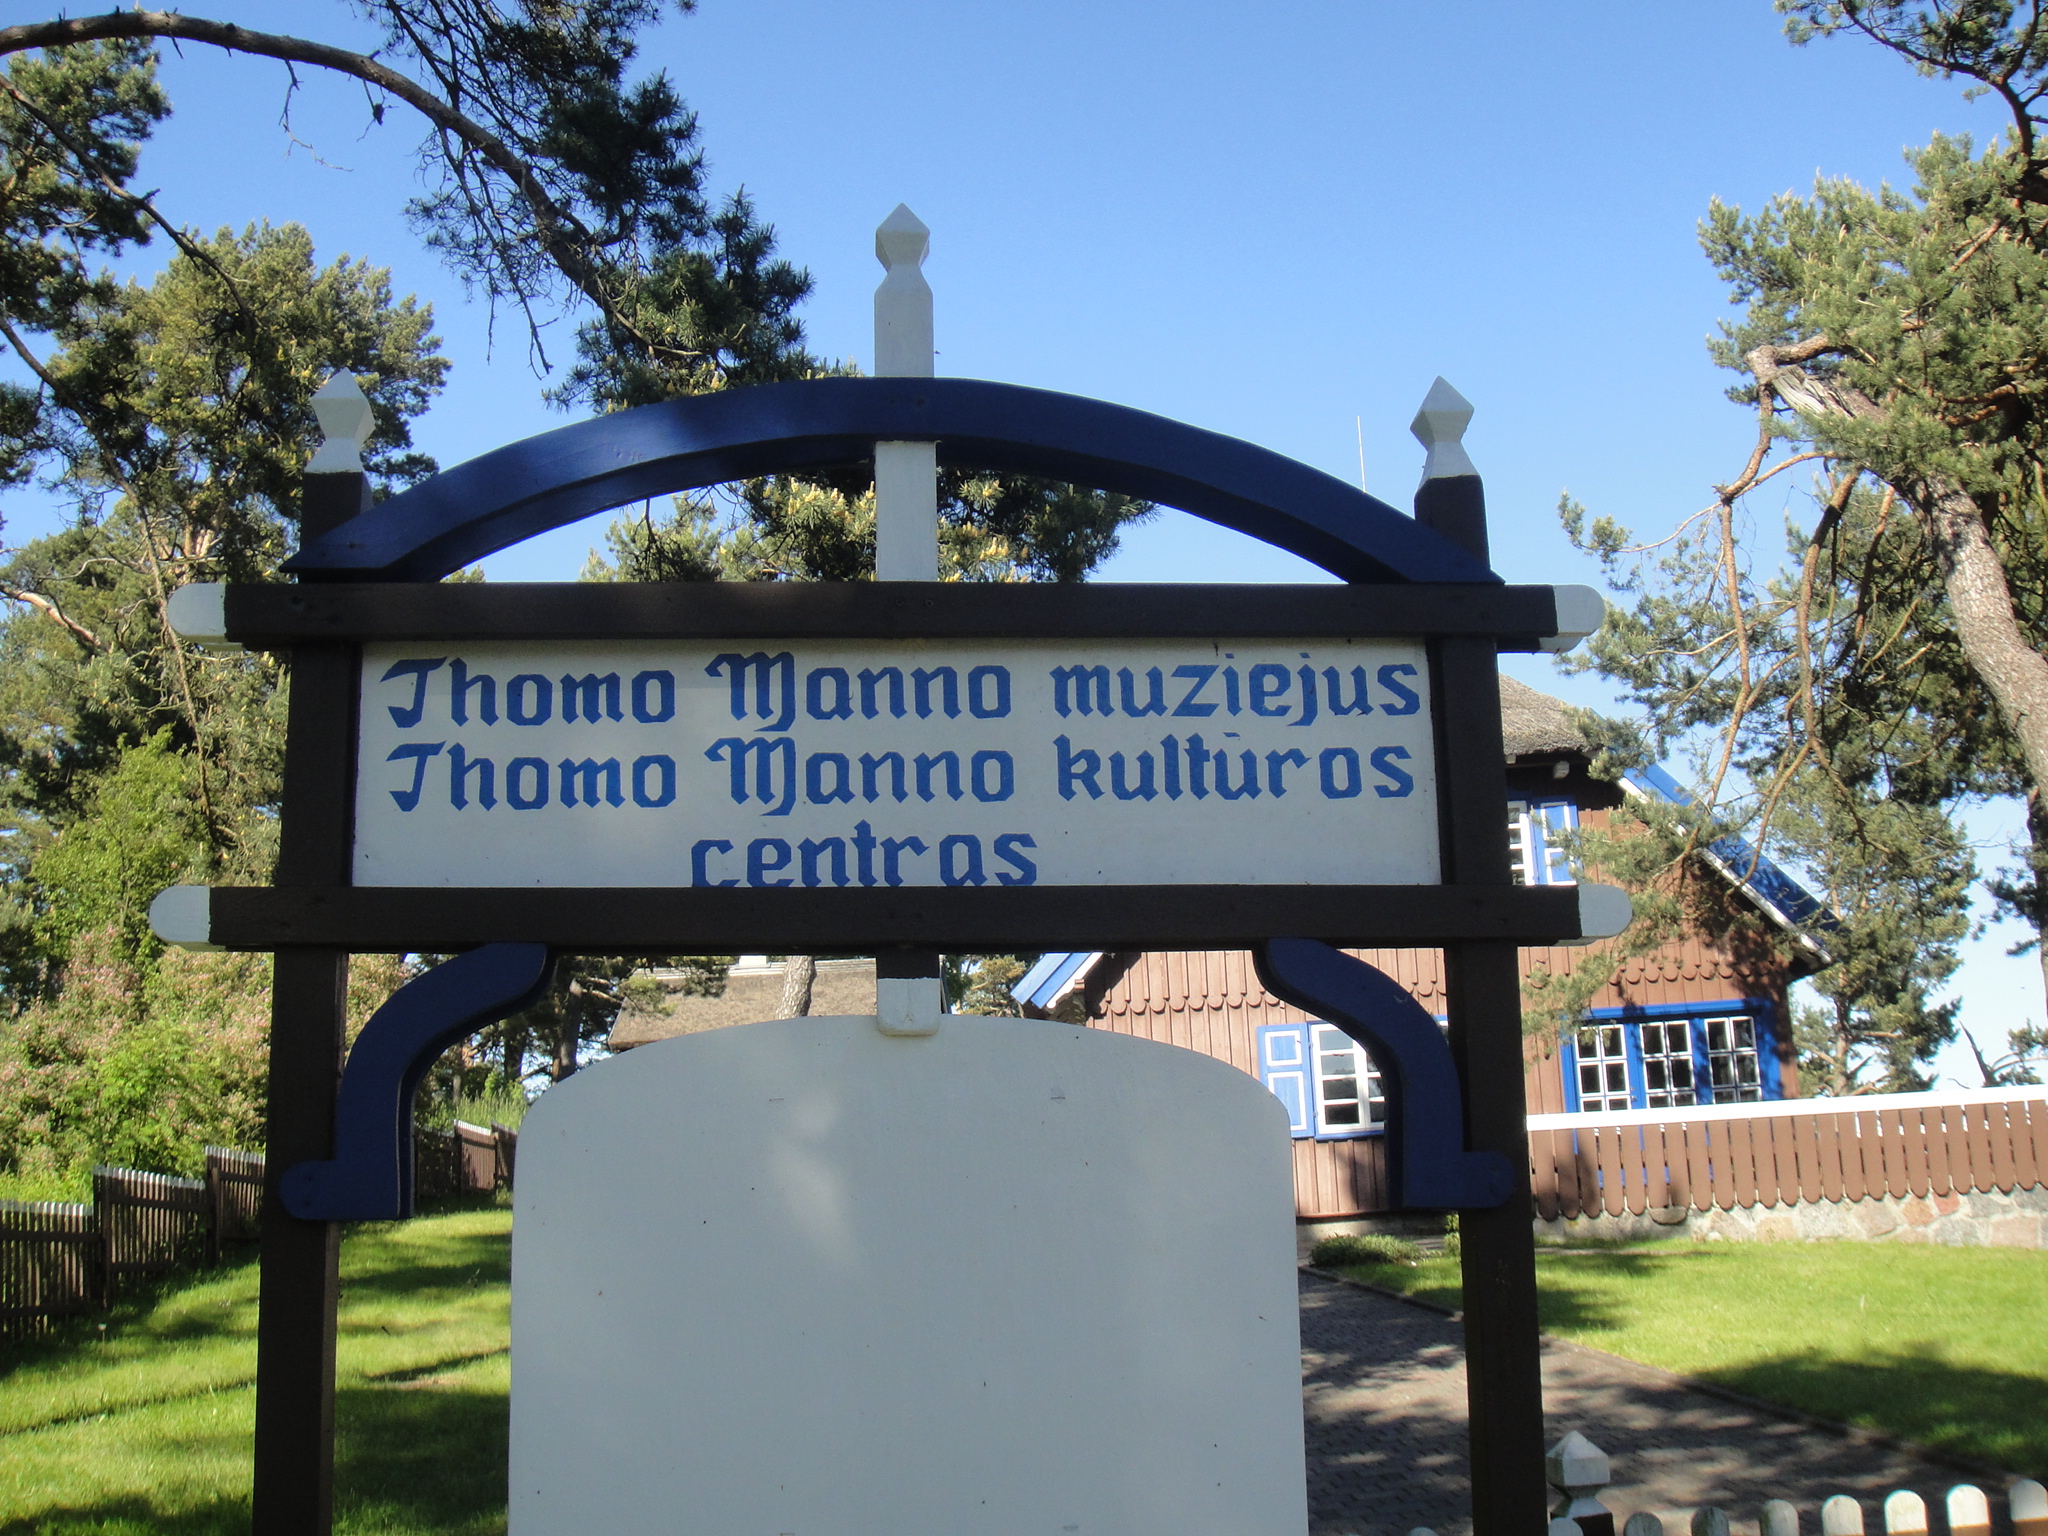 Thomo Manno muziejus
Thomo Manno kultūros
centras